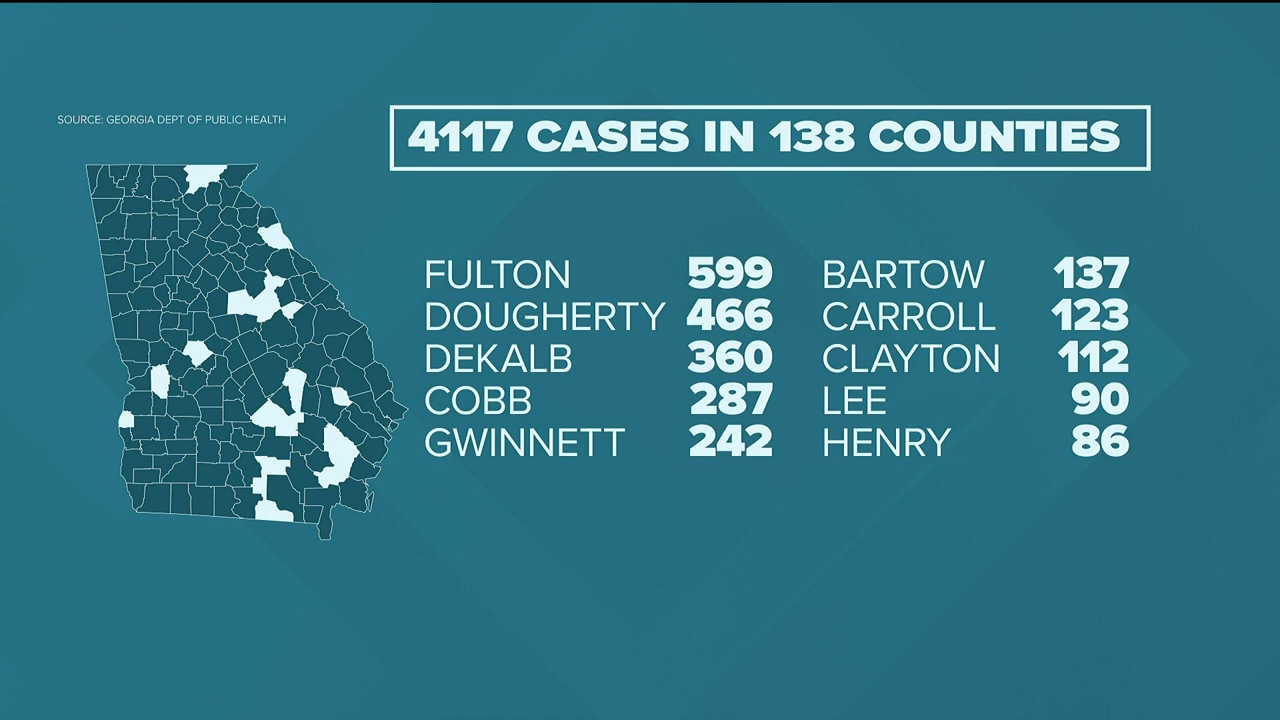 SOURCE: GEORGIA DEPT OF PUBLIC HEALTH
4117 CASES IN 138 COUNTIES
FULTON 599
DOUGHERTY 466
DEKALB 360
COBB 287
GWINNETT 242
BARTOW 137
CARROLL 123
CLAYTON 112
LEE 90
HENRY 86